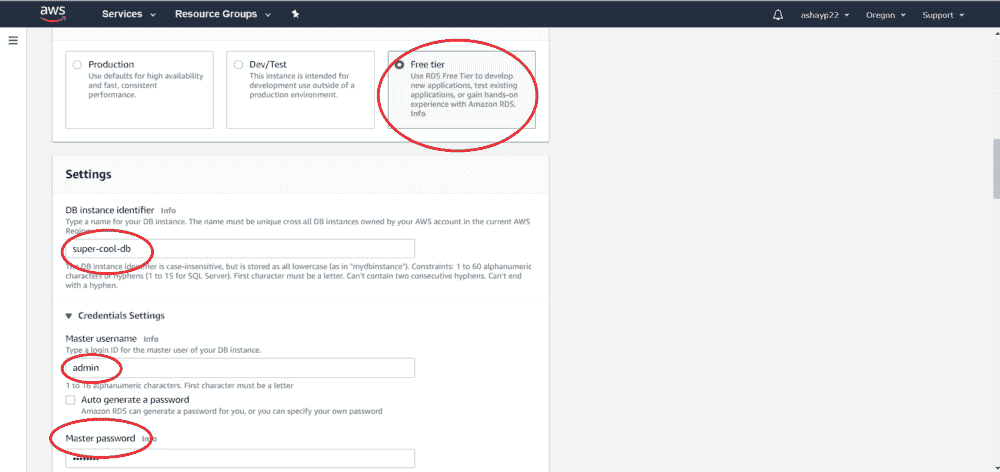 aws Services Resource Groups ashayp22 Oregon Support
Production
Use defaults for high availability
and fast, consistent
performance.
Dev/Test
This instance is intended for
development use outside of a
production environment.
Free tier
Use RDS Free Tier to develop
new applications, test existing
applications, or gain hands-on
experience with Amazon RDS.
Info
Settings
DB instance identifier Info
Type a name for your DB instance. The name must be unique cross all DB instances owned by your AWS account in the current AWS
Region.
super-cool-db
The DB instance identifier is case-insensitive, but is stored as all lowercase (as in "mydbinstance"). Constraints: 1 to 60 alphanumeric
characters or hyphens (1 to 15 for SQL Server). First character must be a letter. Can't contain two consecutive hyphens. Can't end
with a hyphen.
Credentials Settings
Master username Info
Type a login ID for the master user of your DB instance.
admin
1 to 16 alphanumeric characters. First character must be a letter
Auto generate a password
Amazon RDS can generate a password for you, or you can specify your own password
Master password Info